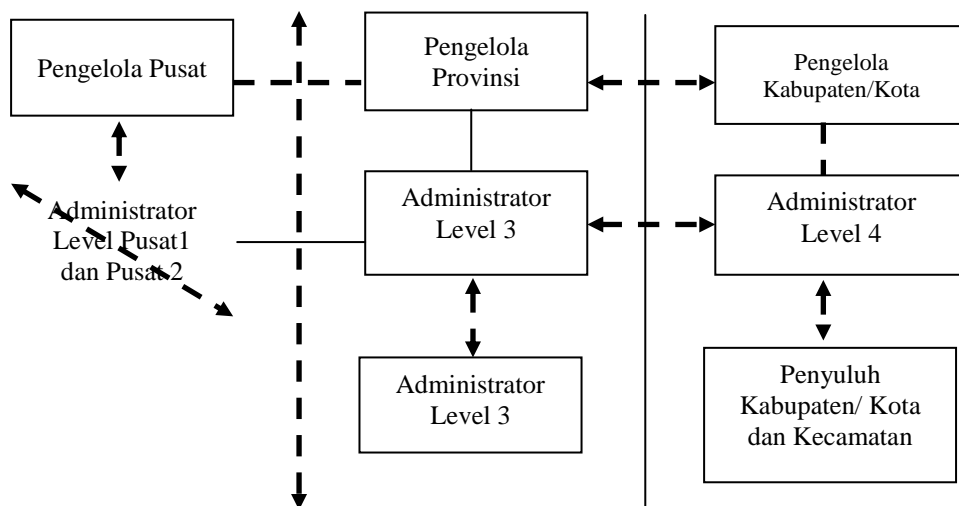 Pengelola Pusat
Pengelola
Provinsi
Pengelola
Kabupaten/Kota
Administrator
Level Pusat1
dan Pusat 2
Administrator
Level 3
Administrator
Level 4
Administrator
Level 3
Penyuluh
Kabupaten/ Kota
dan Kecamatan